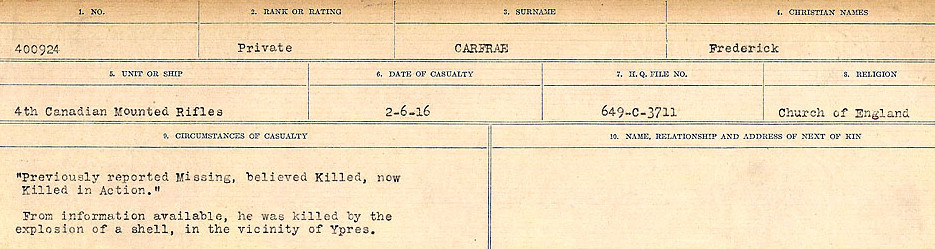 1. NO. 2. RANK OR RATING 3. SURNAME 4. CHRISTIAN NAMES
400924 Private CARFRAE Frederick
5. UNIT OR SHIP 6. DATE OF CASUALTY 7. H. Q. FILE NO. 8. RELIGION
4th Canadian Mounted Rifles 2-6-16 649-C-3711 Church of England
9. CIRCUMSTANCES OF CASUALTY 10. NAME, RELATIONSHIP AND ADDRESS OF NEXT OF KIN
"Previously reported Missing, believed Killed, now
Killed in Action."
From information available, he was killed by the
explosion of a shell, in the vicinity of Ypres.